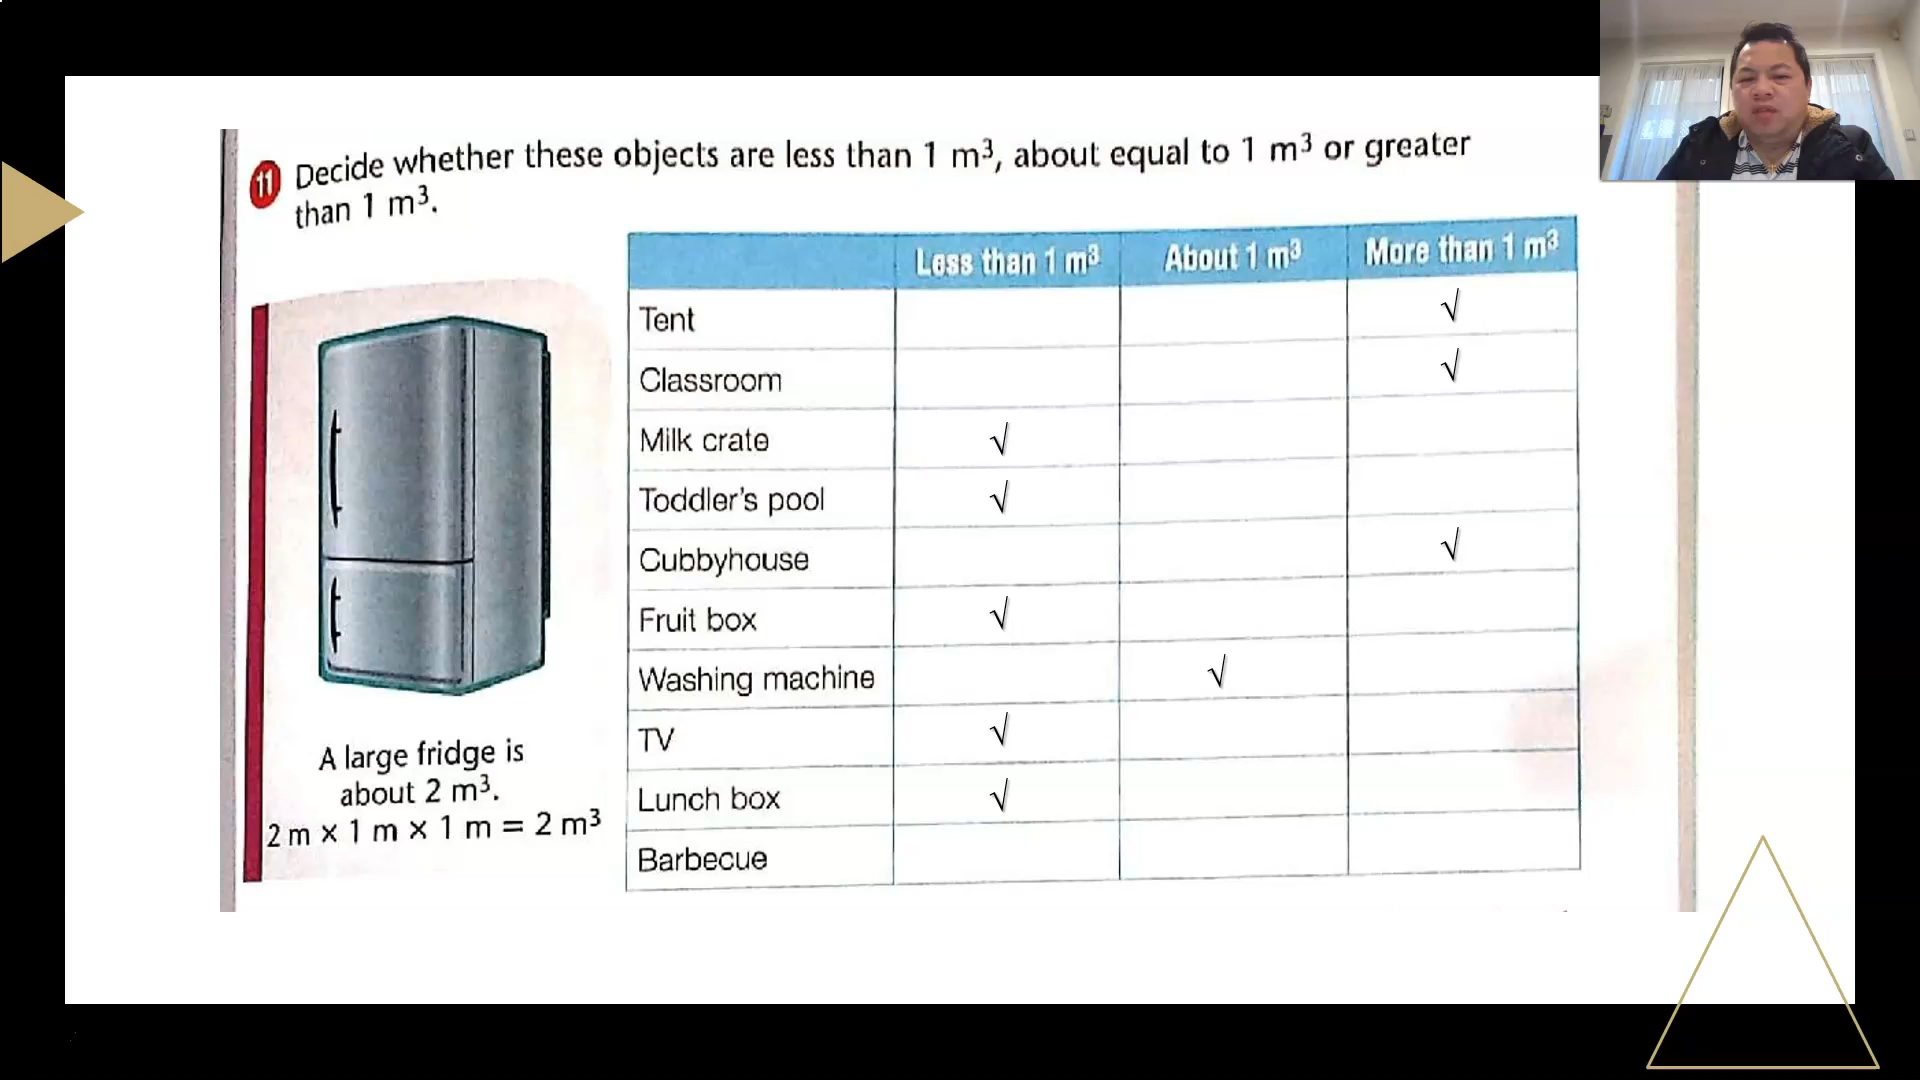 11 Decide whether these objects are less than 1 m³, about equal to 1 m³ or greater
than 1 m³.
Less than 1 m³ About 1 m³ More than 1 m³
Tent √
Classroom √
Milk crate √
Toddler's pool √
Cubbyhouse √
Fruit box √
Washing machine √
TV √
Lunch box √
Barbecue
A large fridge is
about 2 m³.
2 m × 1 m × 1 m = 2 m³